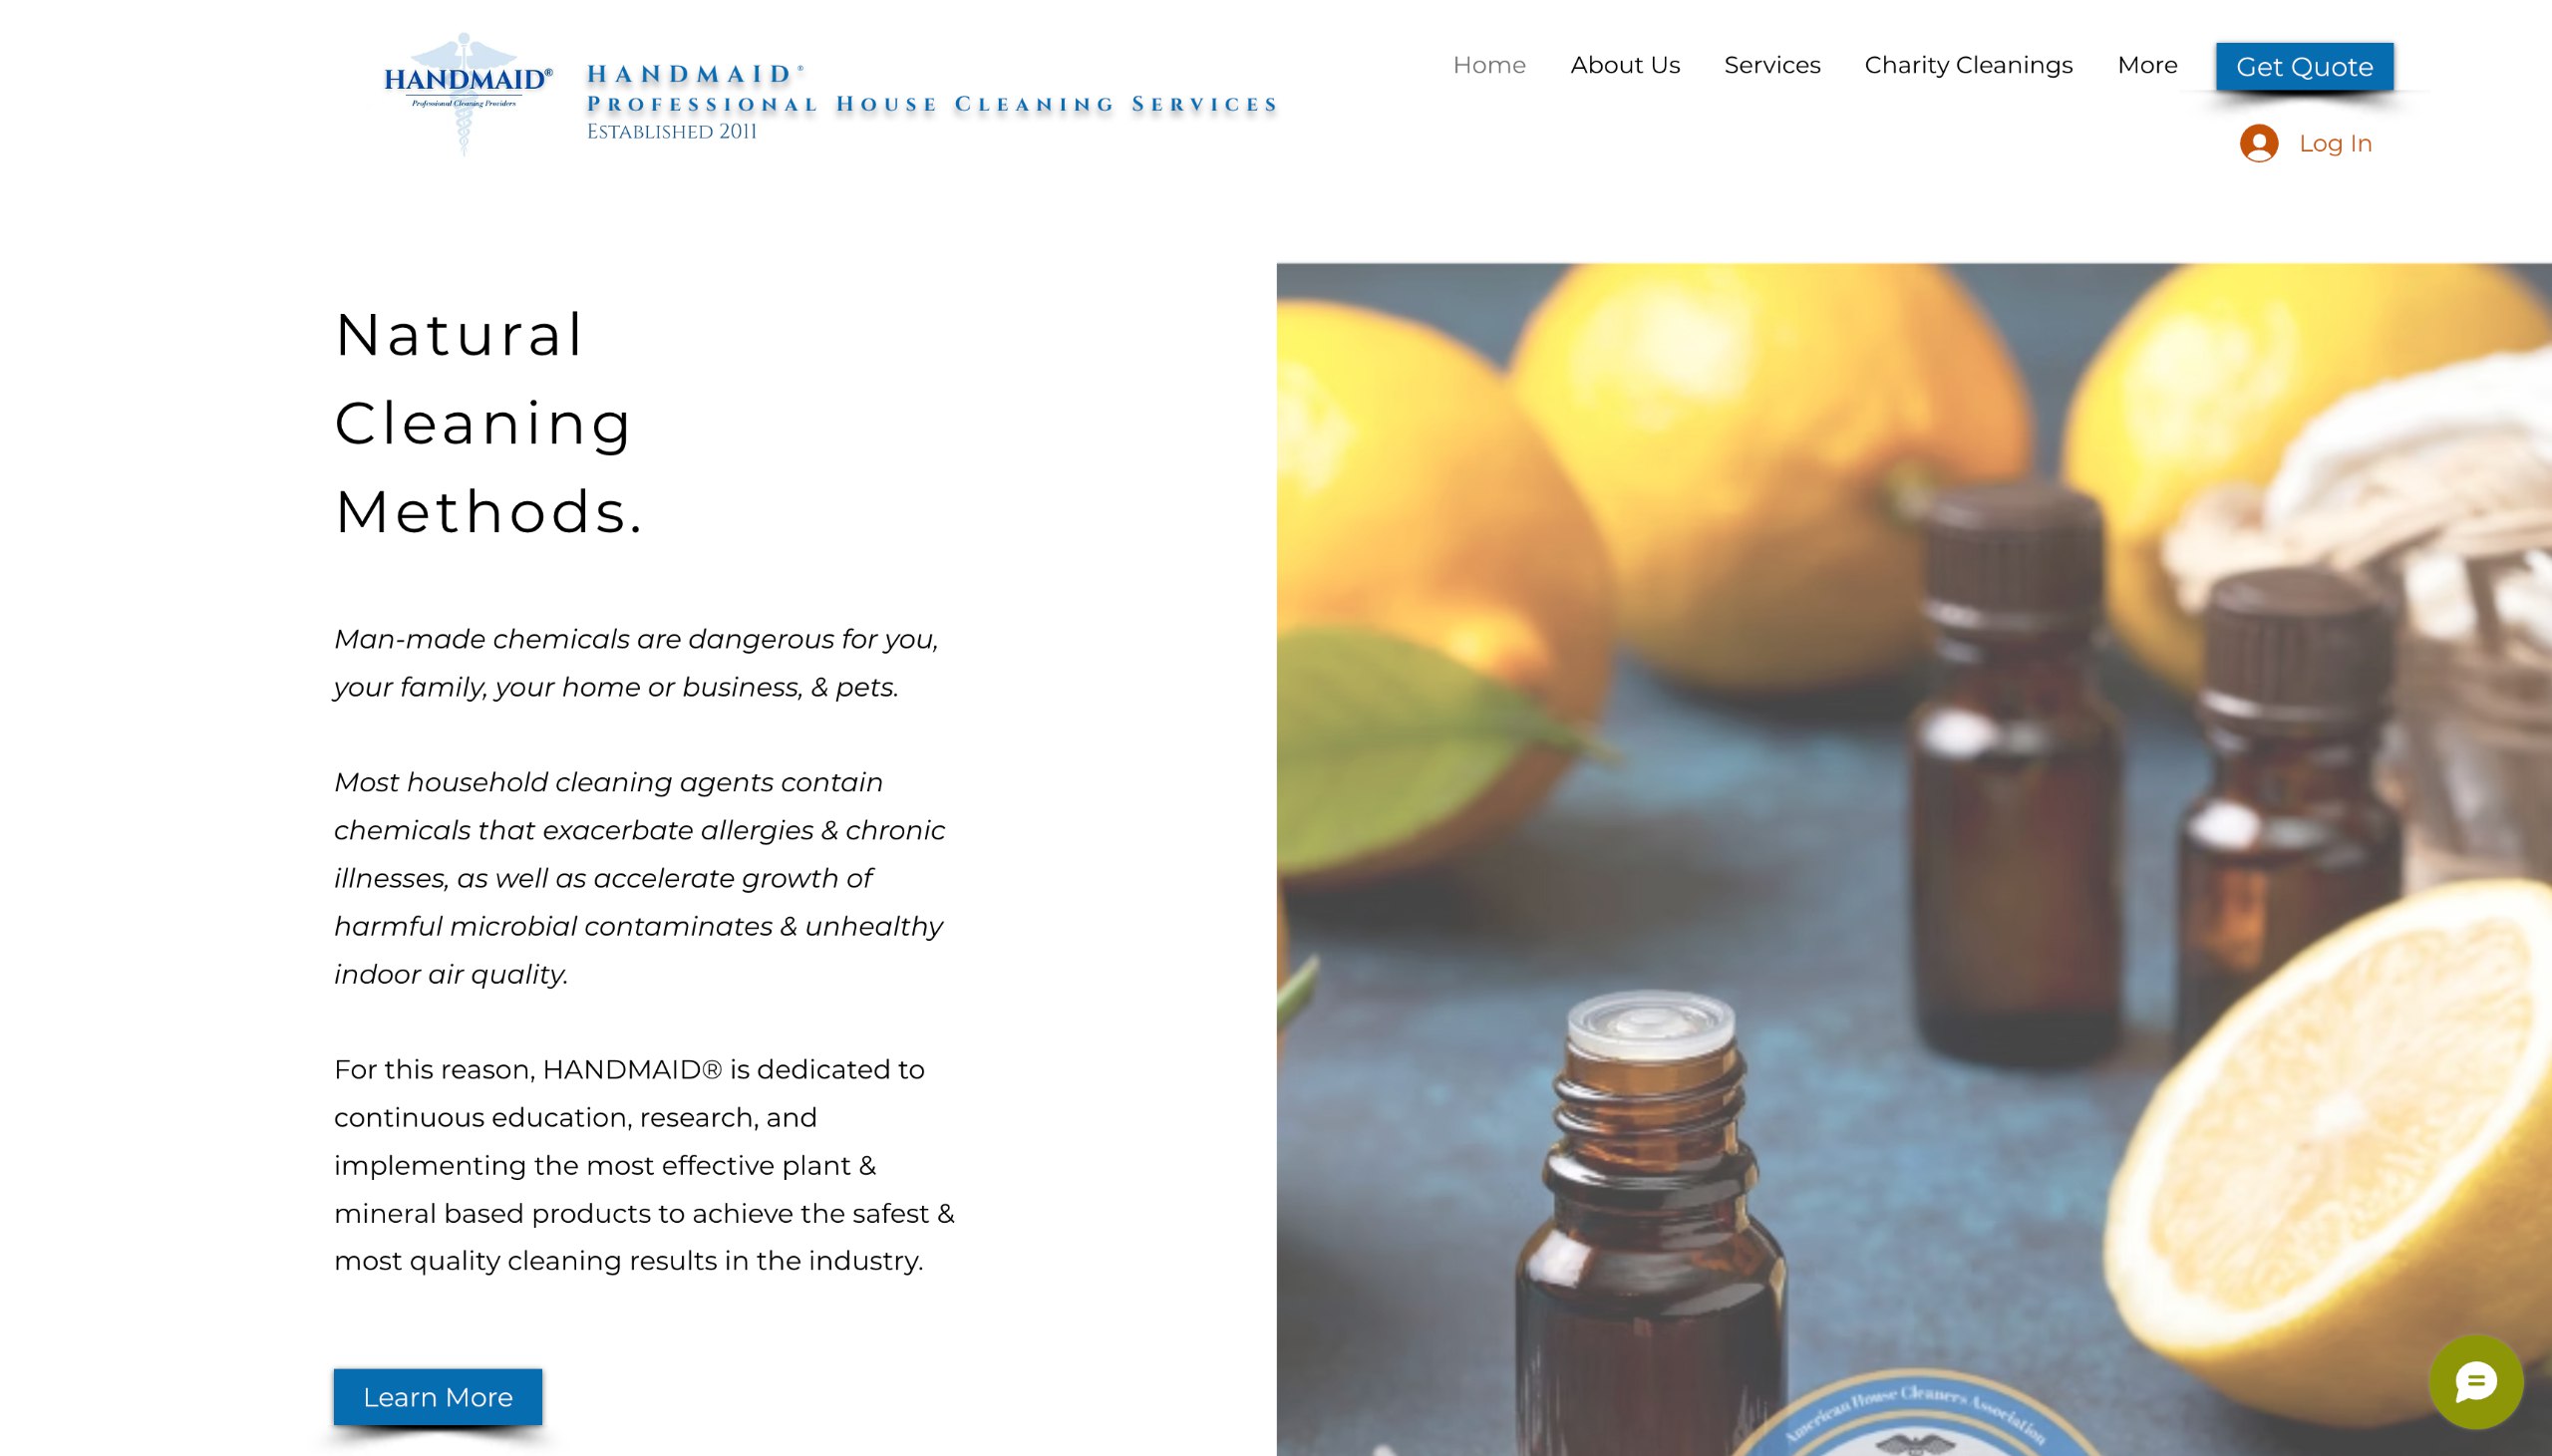 HANDMAID®
Professional Cleaning Providers
HANDMAID®
Professional House Cleaning Services
Established 2011
Home
About Us
Services
Charity Cleanings
More
Get Quote
Log In
Natural
Cleaning
Methods.
Man-made chemicals are dangerous for you,
your family, your home or business, & pets.
Most household cleaning agents contain
chemicals that exacerbate allergies & chronic
illnesses, as well as accelerate growth of
harmful microbial contaminates & unhealthy
indoor air quality.
For this reason, HANDMAID® is dedicated to
continuous education, research, and
implementing the most effective plant &
mineral based products to achieve the safest &
most quality cleaning results in the industry.
Learn More
American House Cleaners Association